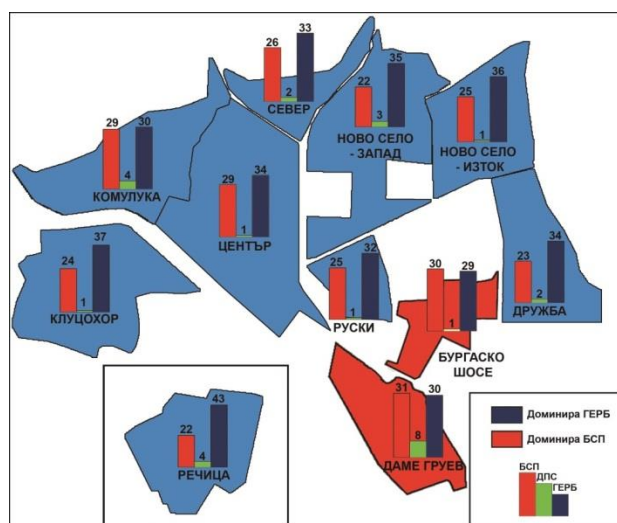 26
2
33
СЕВЕР
22
3
35
НОВО СЕЛО
- ЗАПАД
25
1
36
НОВО СЕЛО
- ИЗТОК
29
4
30
КОМУЛУКА
29
1
34
ЦЕНТЪР
24
1
37
КЛУЦОХОР
25
1
32
РУСКИ
30
1
29
БУРГАСКО
ШОСЕ
23
2
34
ДРУЖБА
31
8
30
ДАМЕ ГРУЕВ
22
4
43
РЕЧИЦА
Доминира ГЕРБ
Доминира БСП
БСП
ДПС
ГЕРБ